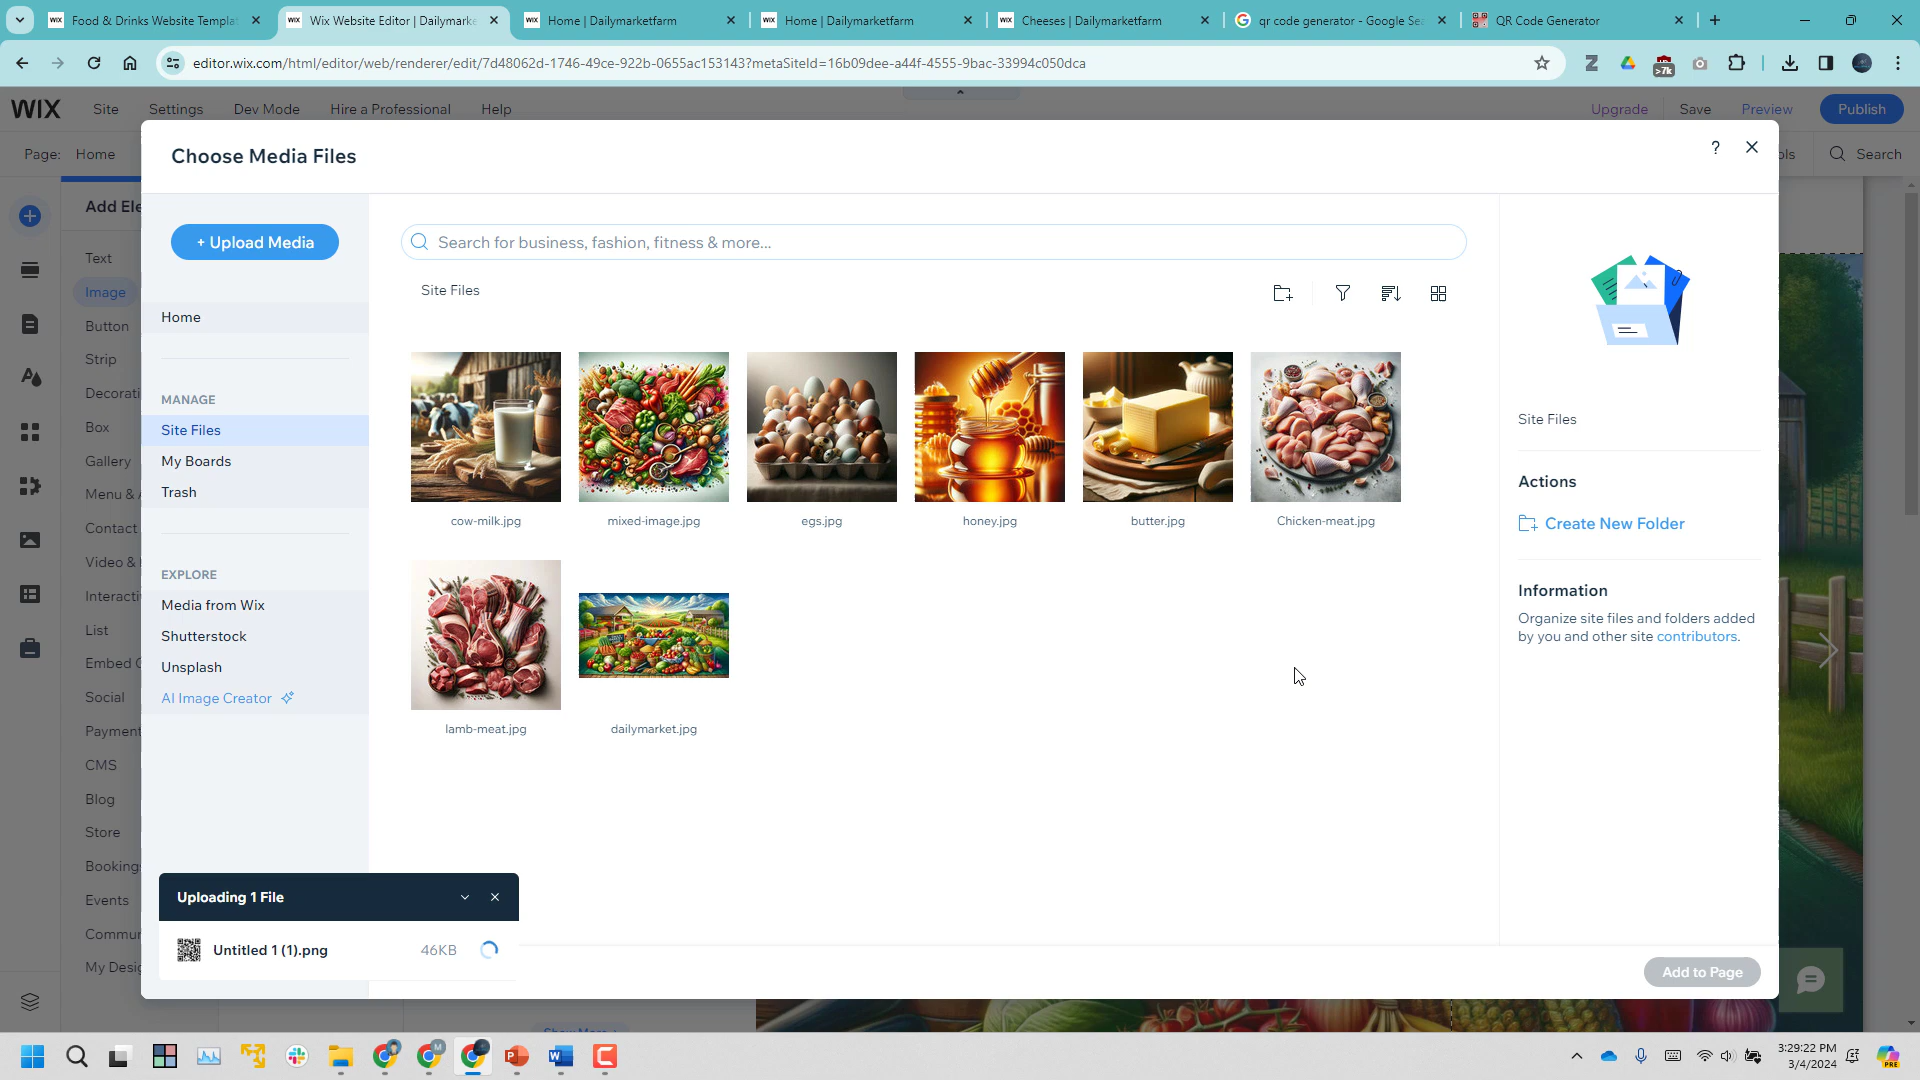 Food & Drinks Website Templa
Wix Website Editor | Dailymarke
Home | Dailymarketfarm
Home | Dailymarketfarm
Cheeses | Dailymarketfarm
qr code generator - Google Se
QR Code Generator
editor.wix.com/html/editor/web/renderer/edit/7d48062d-1746-49ce-922b-0655ac153143?metaSiteId=16b09dee-a44f-4555-9bac-33994c050dca
>7k
WIX
Site
Settings
Dev Mode
Hire a Professional
Help
Upgrade
Save
Preview
Publish
Page: Home
ols
Search
Choose Media Files
?
Add Ele
+ Upload Media
Search for business, fashion, fitness & more...
Site Files
Text
Image
Button
Strip
Decorati
Box
Gallery
Menu & A
Contact
Video &
Interacti
List
Embed C
Social
Payment
CMS
Blog
Store
Booking
Events
Commun
My Desig
Home
MANAGE
Site Files
My Boards
Trash
EXPLORE
Media from Wix
Shutterstock
Unsplash
AI Image Creator
cow-milk.jpg
mixed-image.jpg
egs.jpg
honey.jpg
butter.jpg
Chicken-meat.jpg
lamb-meat.jpg
dailymarket.jpg
Site Files
Actions
Create New Folder
Information
Organize site files and folders added
by you and other site contributors.
Uploading 1 File
Untitled 1 (1).png
46KB
Add to Page
Show More
3:29:22 PM
3/4/2024